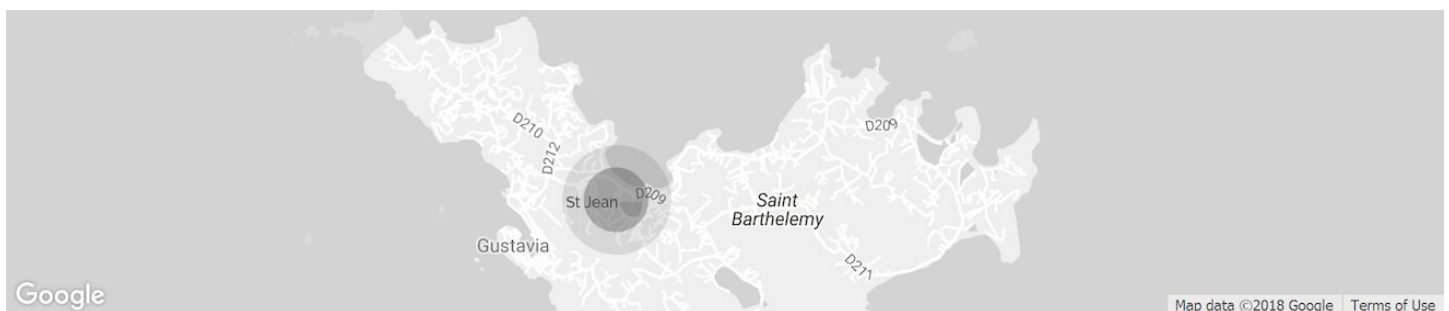 D210
D209
D212
D209
St Jean
Saint
Barthelemy
Gustavia
D211
Google
Map data ©2018 Google
Terms of Use